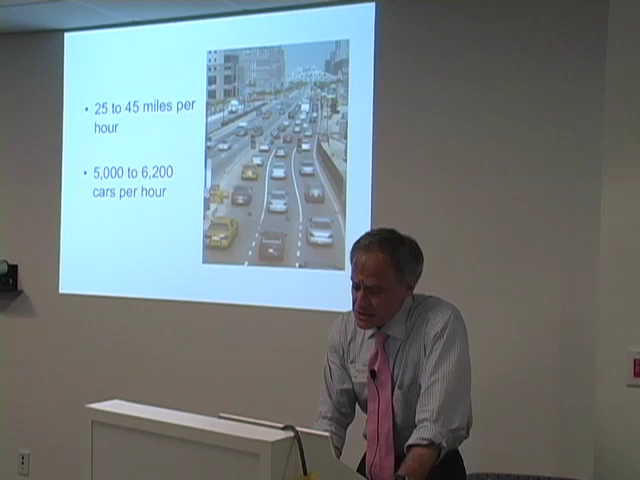 • 25 to 45 miles per
hour
• 5,000 to 6,200
cars per hour